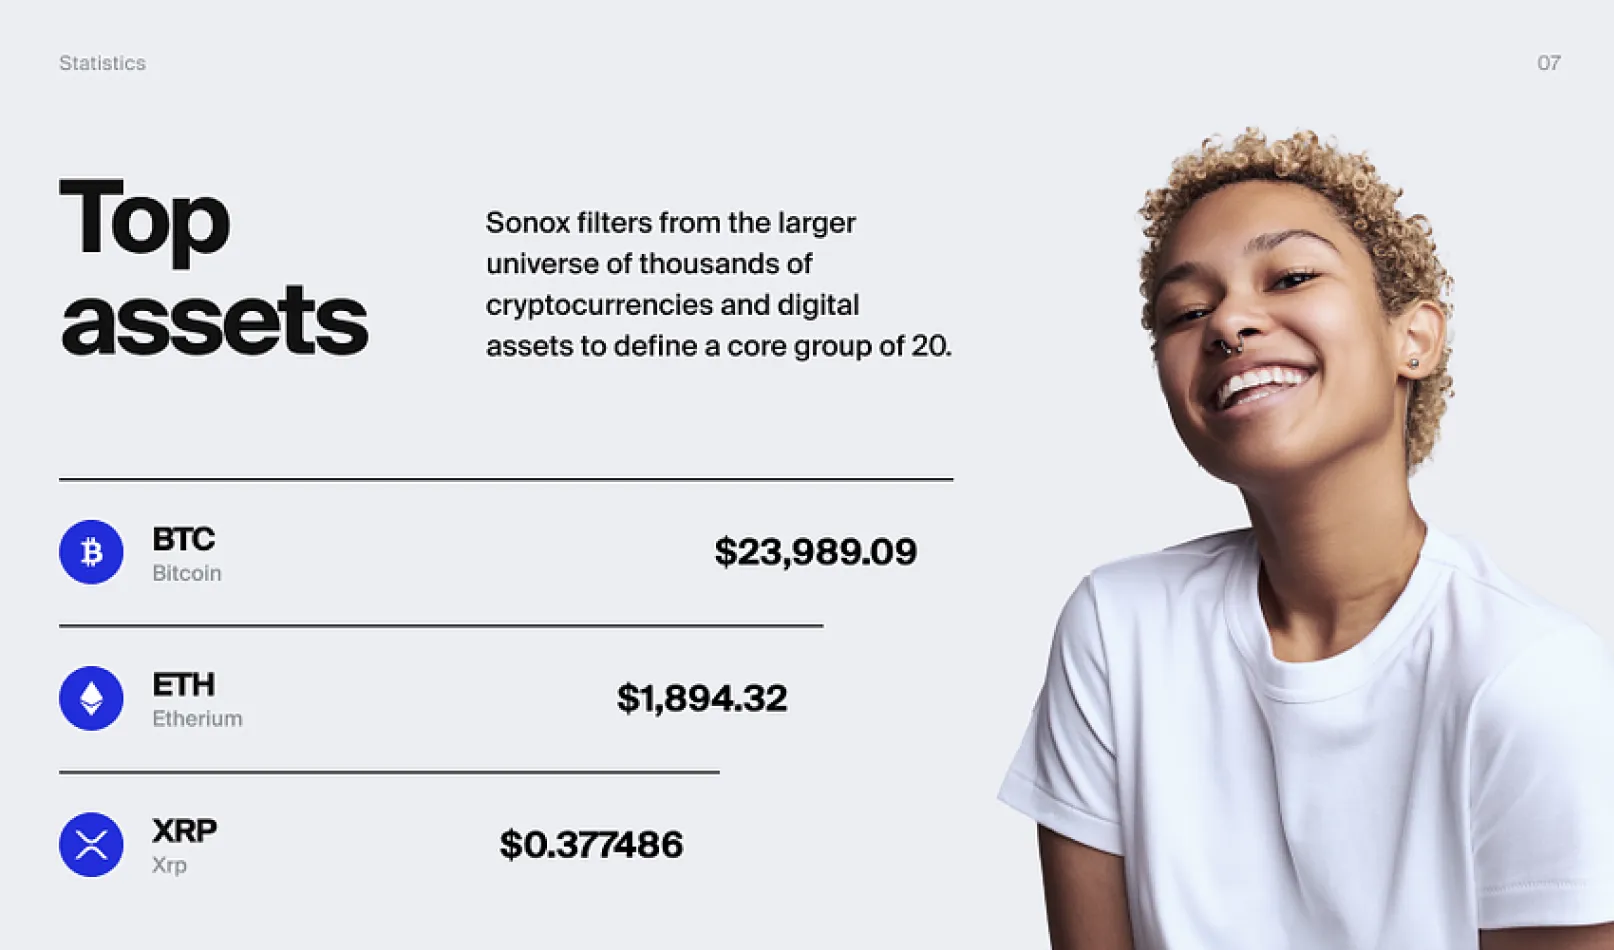 Statistics
07
Top
assets
Sonox filters from the larger
universe of thousands of
cryptocurrencies and digital
assets to define a core group of 20.
BTC
Bitcoin
$23,989.09
ETH
Etherium
$1,894.32
XRP
Xrp
$0.377486